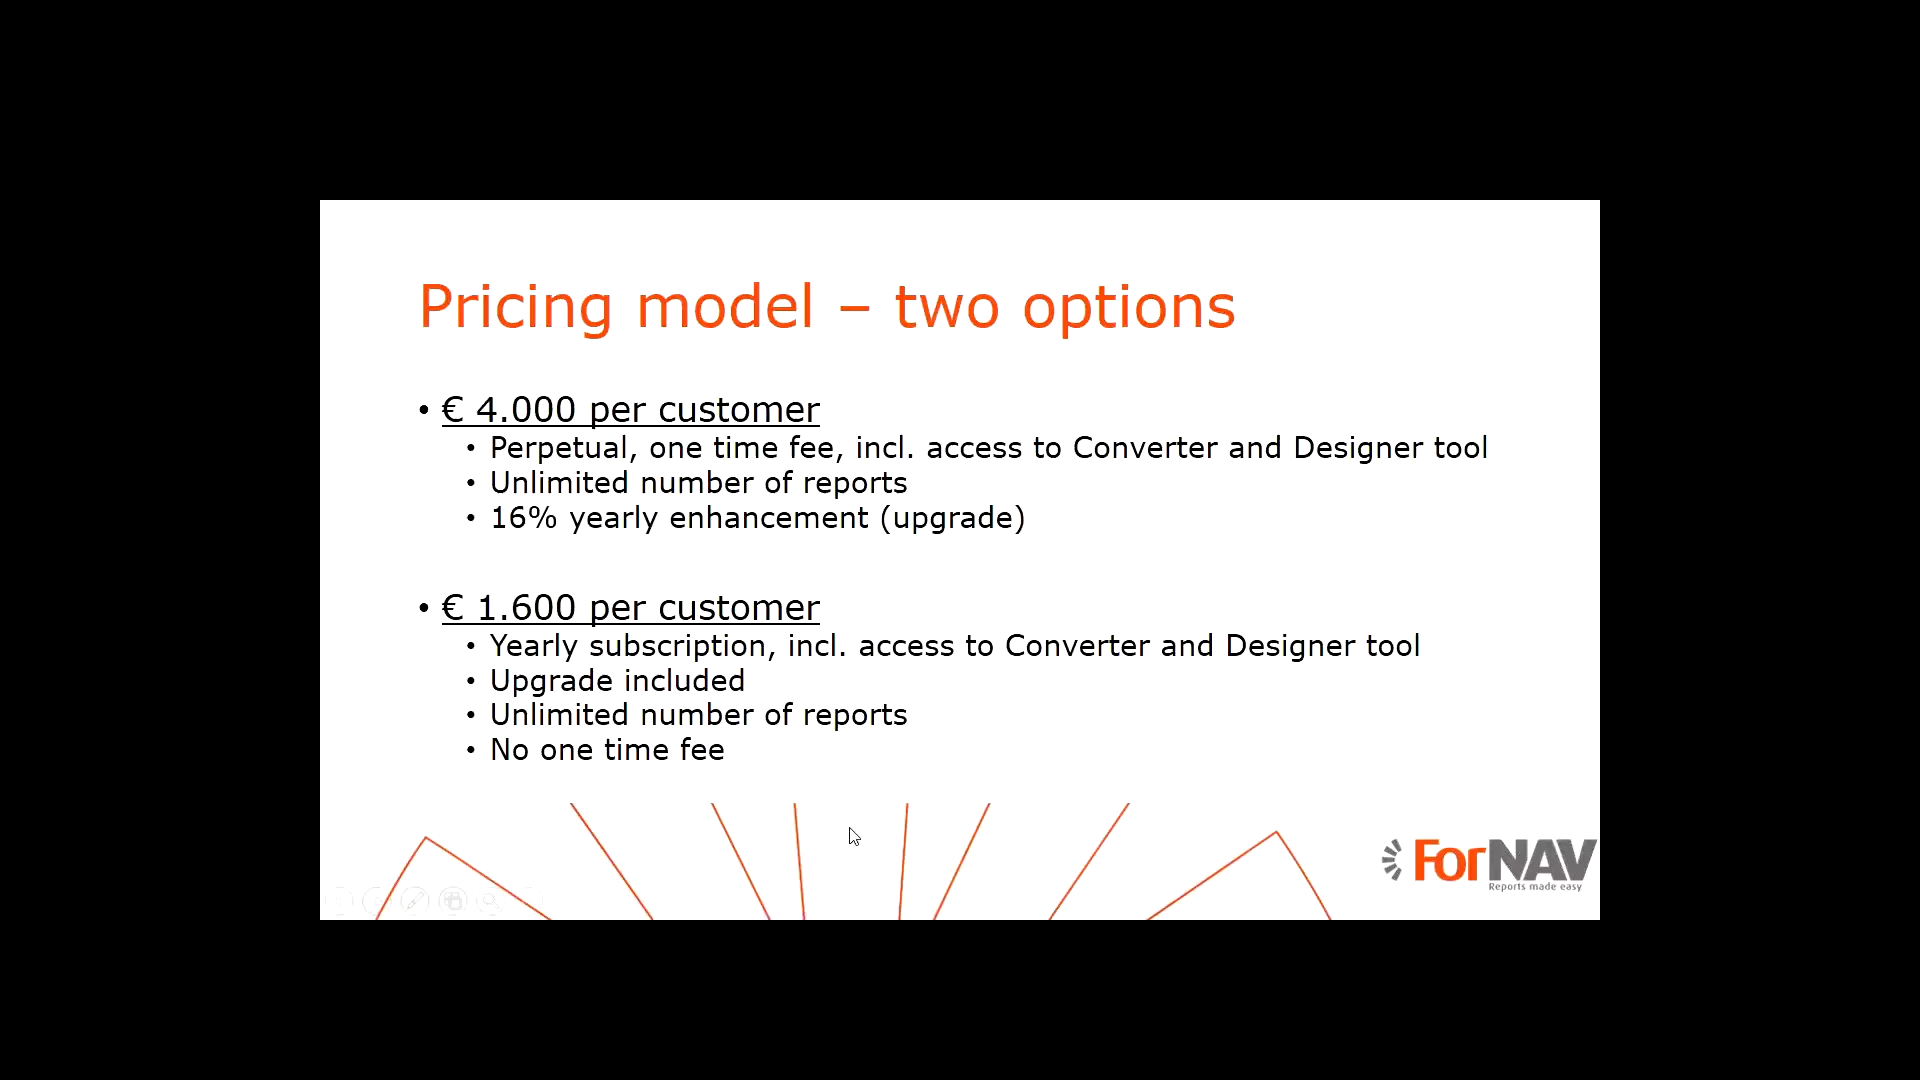 Pricing model – two options
• € 4.000 per customer
• Perpetual, one time fee, incl. access to Converter and Designer tool
• Unlimited number of reports
• 16% yearly enhancement (upgrade)
• € 1.600 per customer
• Yearly subscription, incl. access to Converter and Designer tool
• Upgrade included
• Unlimited number of reports
• No one time fee
ForNAV
Reports made easy